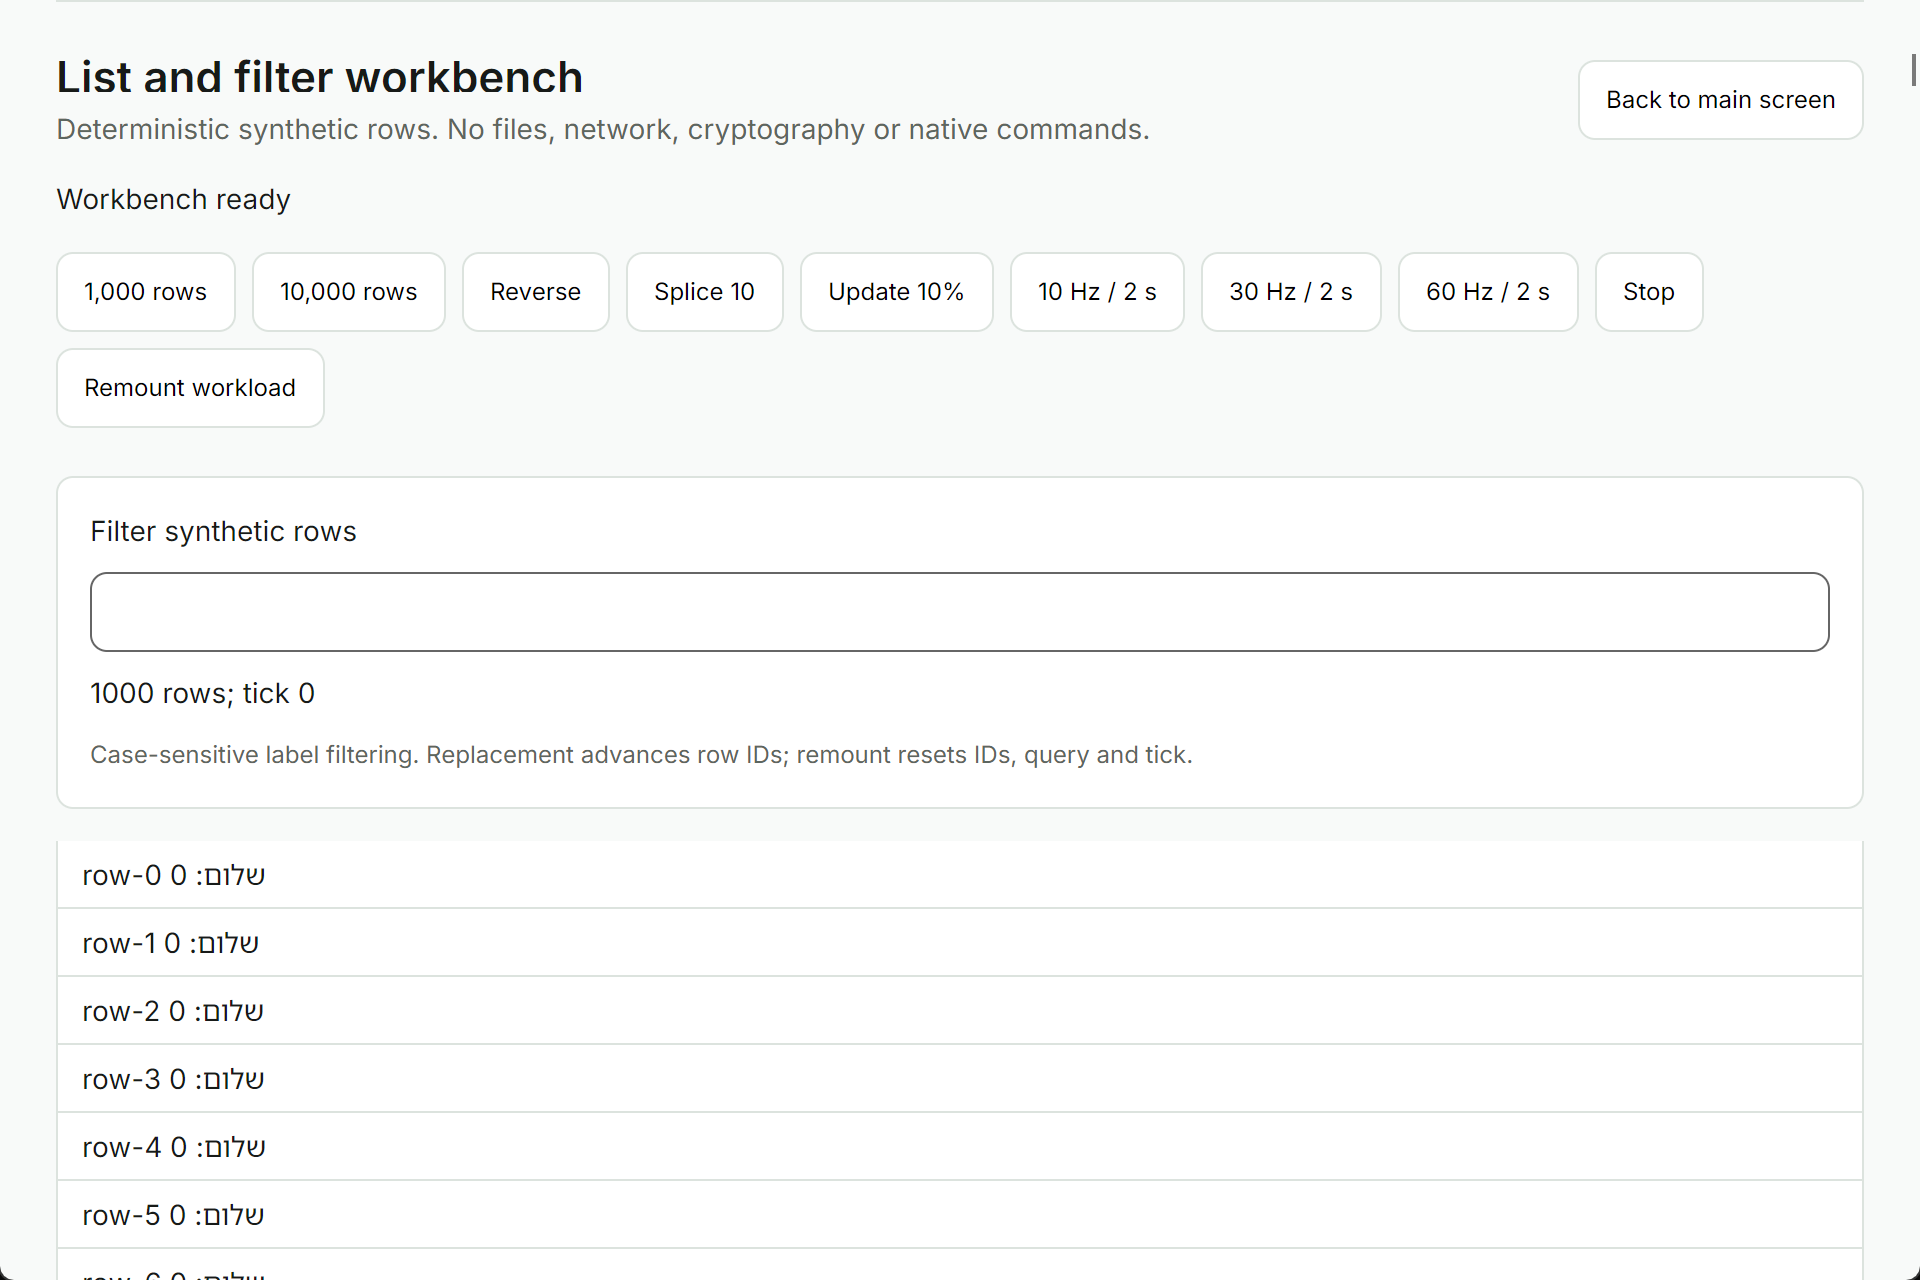 List and filter workbench
Back to main screen
Deterministic synthetic rows. No files, network, cryptography or native commands.
Workbench ready
1,000 rows
10,000 rows
Reverse
Splice 10
Update 10%
10 Hz / 2 s
30 Hz / 2 s
60 Hz / 2 s
Stop
Remount workload
Filter synthetic rows
1000 rows; tick 0
Case-sensitive label filtering. Replacement advances row IDs; remount resets IDs, query and tick.
row-0 שלום: 0
row-1 שלום: 0
row-2 שלום: 0
row-3 שלום: 0
row-4 שלום: 0
row-5 שלום: 0